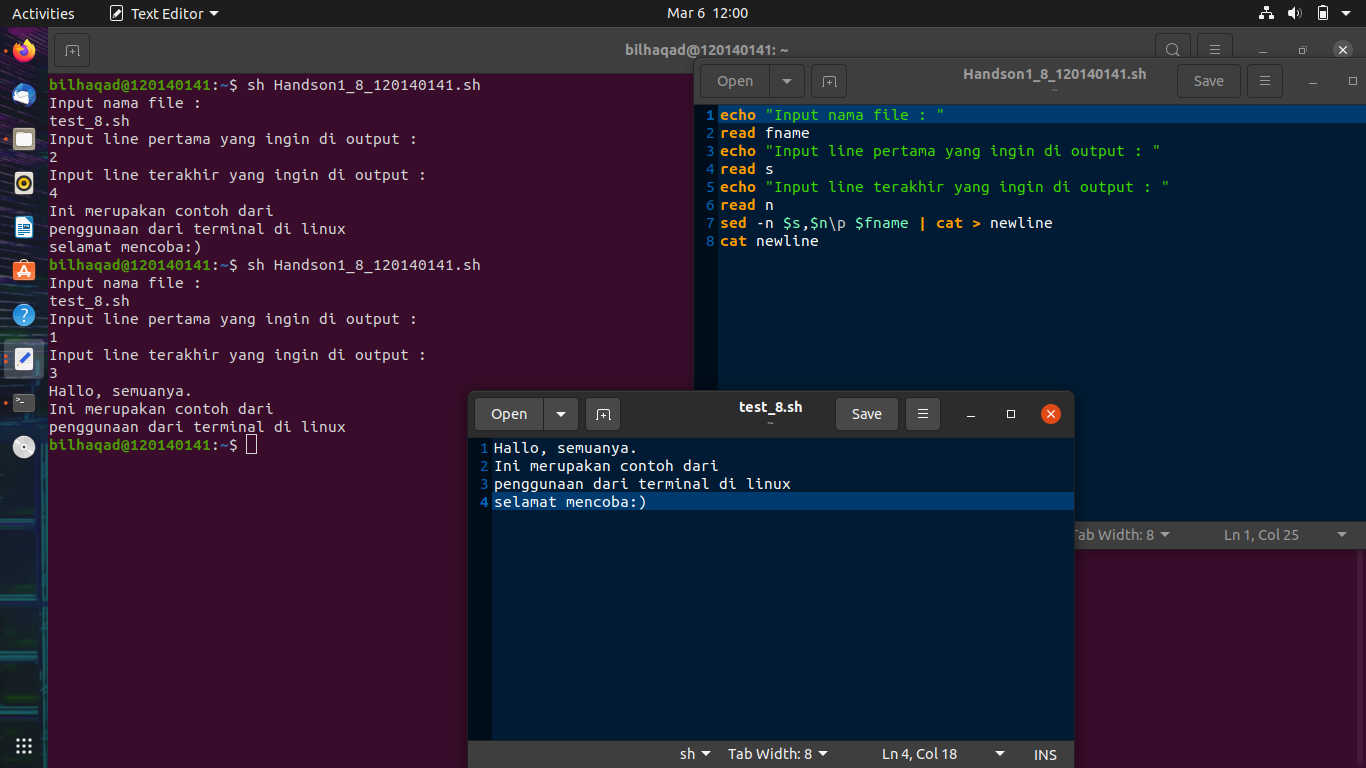 Activities
Text Editor
Mar 6 12:00
bilhaqad@120140141: ~
bilhaqad@120140141:~$ sh Handson1_8_120140141.sh
Input nama file :
test_8.sh
Input line pertama yang ingin di output :
2
Input line terakhir yang ingin di output :
4
Ini merupakan contoh dari
penggunaan dari terminal di linux
selamat mencoba:)
bilhaqad@120140141:~$ sh Handson1_8_120140141.sh
Input nama file :
test_8.sh
Input line pertama yang ingin di output :
1
Input line terakhir yang ingin di output :
3
Hallo, semuanya.
Ini merupakan contoh dari
penggunaan dari terminal di linux
bilhaqad@120140141:~$
Open
Handson1_8_120140141.sh
~
Save
1 echo "Input nama file : "
2 read fname
3 echo "Input line pertama yang ingin di output : "
4 read s
5 echo "Input line terakhir yang ingin di output : "
6 read n
7 sed -n $s,$n\p $fname | cat > newline
8 cat newline
Tab Width: 8
Ln 1, Col 25
Open
test_8.sh
~
Save
1 Hallo, semuanya.
2 Ini merupakan contoh dari
3 penggunaan dari terminal di linux
4 selamat mencoba:)
sh
Tab Width: 8
Ln 4, Col 18
INS